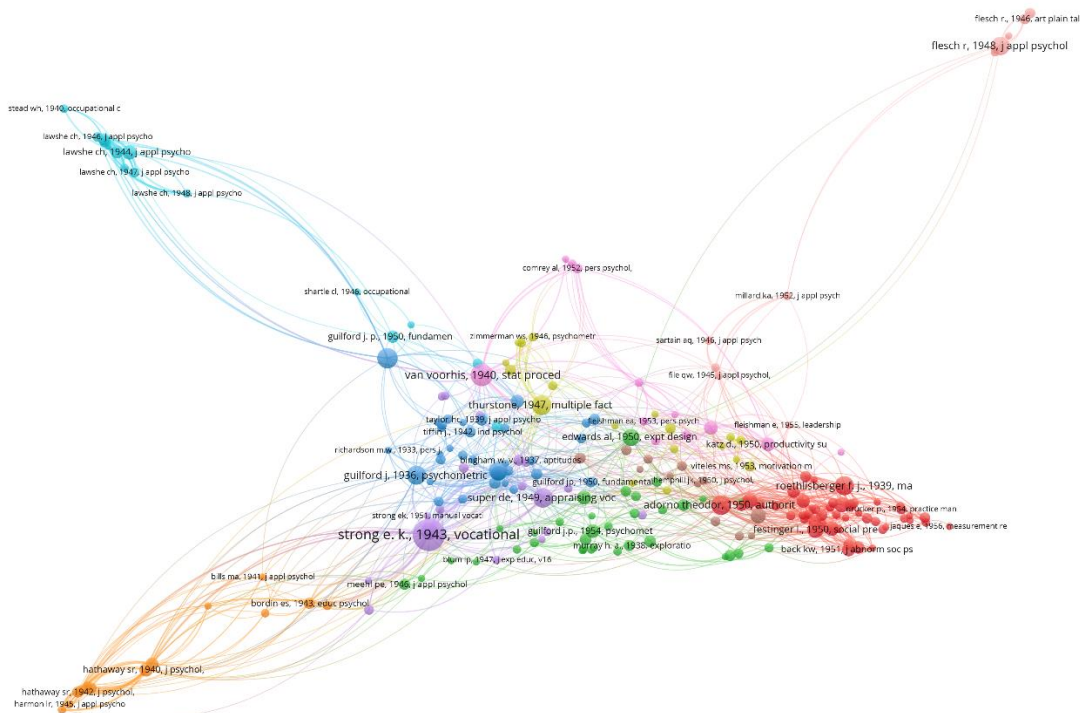 flesch r., 1946, art plain tal
flesch r, 1948, j appl psychol
stead wh, 1940, occupational c
lawshe ch, 1946, j appl psycho
lawshe ch, 1944, j appl psycho
lawshe ch, 1947, j appl psycho
lawshe ch, 1948, j appl psycho
comrey al, 1952, pers psychol,
shartle cl, 1946, occupational
millard ka, 1952, j appl psych
guilford j. p., 1950, fundamen
zimmerman ws, 1946, psychometr
sartain aq, 1946, j appl psych
van voorhis, 1940, stat proced
file qw, 1945, j appl psychol,
thurstone, 1947, multiple fact
taylor hc, 1939, j appl psycho
fleishman ea, 1953, pers psych
fleishman e, 1955, leadership
tiffin j., 1942, ind psychol
edwards al, 1950, expt design
katz d., 1950, productivity su
richardson m.w., 1933, pers j.
bingham w. v., 1937, aptitudes
viteles ms, 1953, motivation m
guilford j, 1936, psychometric
guilford jp, 1950, fundamental
hemphill jk, 1950, j psychol,
roethlisberger f. j., 1939, ma
super de, 1949, appraising voc
adorno theodor, 1950, authorit
drucker p., 1954, practice man
strong ek, 1951, manual vocat
jaques e, 1956, measurement re
strong e. k., 1943, vocational
guilford j.p., 1954, psychomet
festinger l., 1950, social pre
murray h. a., 1938, exploratio
back kw, 1951, j abnorm soc ps
blum p, 1947, j exp educ, v16
bills ma, 1941, j appl psychol
meehl pe, 1946, j appl psychol
bordin es, 1943, educ psychol
hathaway sr, 1940, j psychol,
hathaway sr, 1942, j psychol,
harmon lr, 1945, j appl psycho